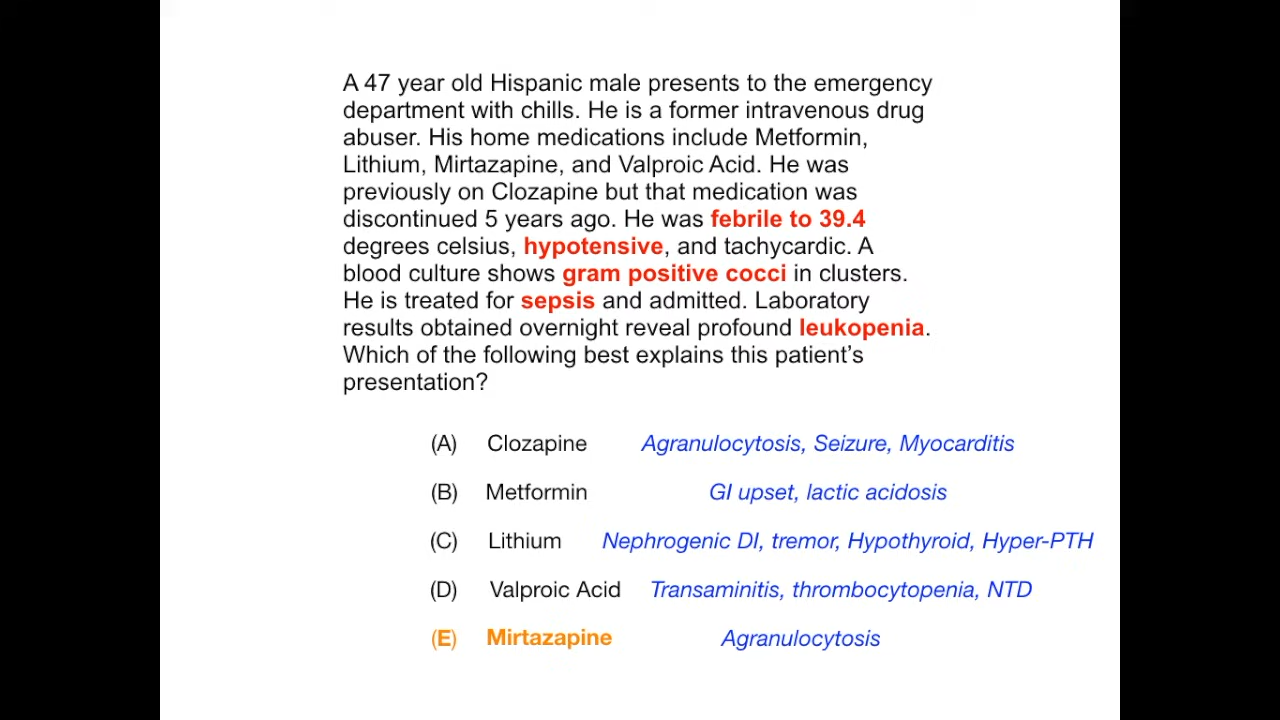 A 47 year old Hispanic male presents to the emergency
department with chills. He is a former intravenous drug
abuser. His home medications include Metformin,
Lithium, Mirtazapine, and Valproic Acid. He was
previously on Clozapine but that medication was
discontinued 5 years ago. He was febrile to 39.4
degrees celsius, hypotensive, and tachycardic. A
blood culture shows gram positive cocci in clusters.
He is treated for sepsis and admitted. Laboratory
results obtained overnight reveal profound leukopenia.
Which of the following best explains this patient's
presentation?
(A) Clozapine Agranulocytosis, Seizure, Myocarditis
(B) Metformin GI upset, lactic acidosis
(C) Lithium Nephrogenic DI, tremor, Hypothyroid, Hyper-PTH
(D) Valproic Acid Transaminitis, thrombocytopenia, NTD
(E) Mirtazapine Agranulocytosis